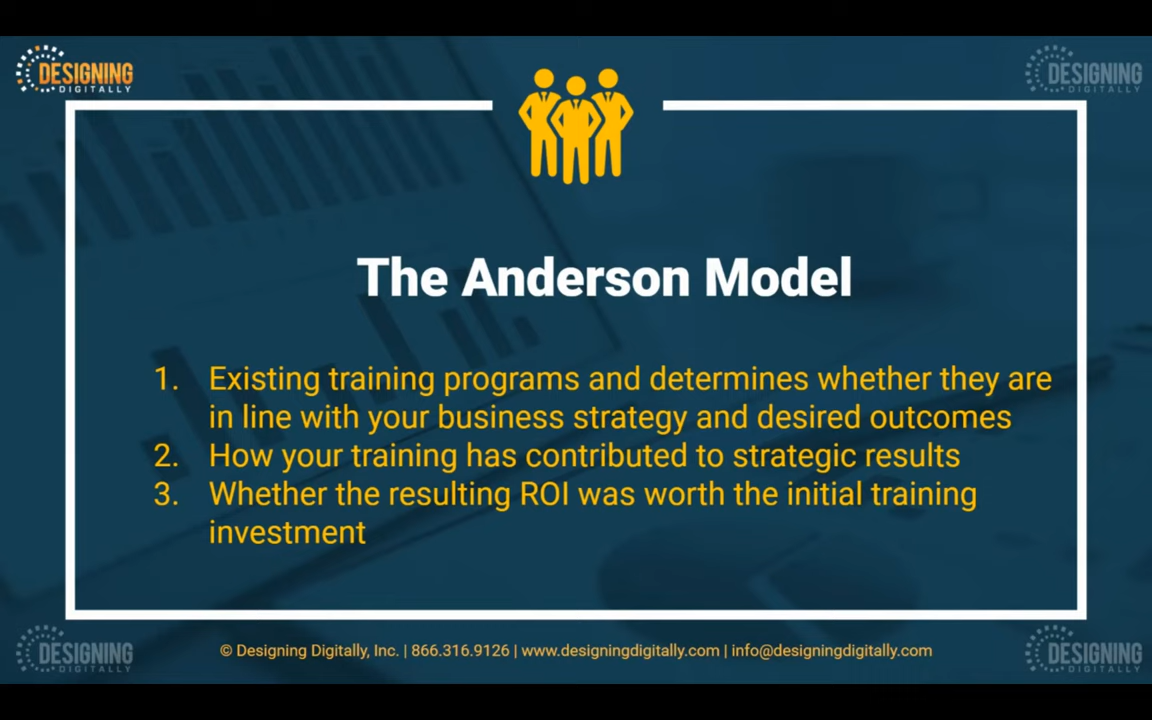 DESIGNING
DIGITALLY
DESIGNING
DIGITALLY
The Anderson Model
1. Existing training programs and determines whether they are
in line with your business strategy and desired outcomes
2. How your training has contributed to strategic results
3. Whether the resulting ROI was worth the initial training
investment
DESIGNING
DIGITALLY
© Designing Digitally, Inc. | 866.316.9126 | www.designingdigitally.com | info@designingdigitally.com
DESIGNING
DIGITALLY